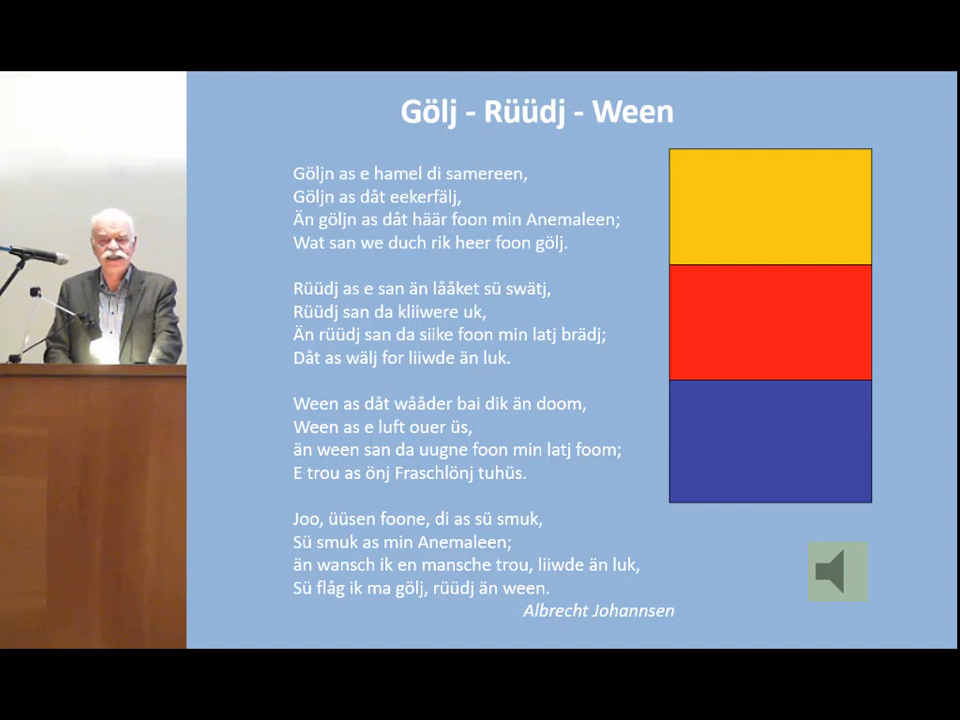 Gölj - Rüüdj - Ween
Göljn as e hamel di samereen,
Göljn as dåt eekerfälj,
Än göljn as dåt häär foon min Anemaleen;
Wat san we duch rik heer foon gölj.
Rüüdj as e san än lååket sü swätj,
Rüüdj san da kliiwere uk,
Än rüüdj san da siike foon min latj brädj;
Dåt as wälj for liiwde än luk.
Ween as dåt wååder bai dik än doom,
Ween as e luft ouer üs,
än ween san da uugne foon min latj foom;
E trou as önj Fraschlönj tuhüs.
Joo, üüsen foone, di as sü smuk,
Sü smuk as min Anemaleen;
än wansch ik en mansche trou, liiwde än luk,
Sü flåg ik ma gölj, rüüdj än ween.
Albrecht Johannsen